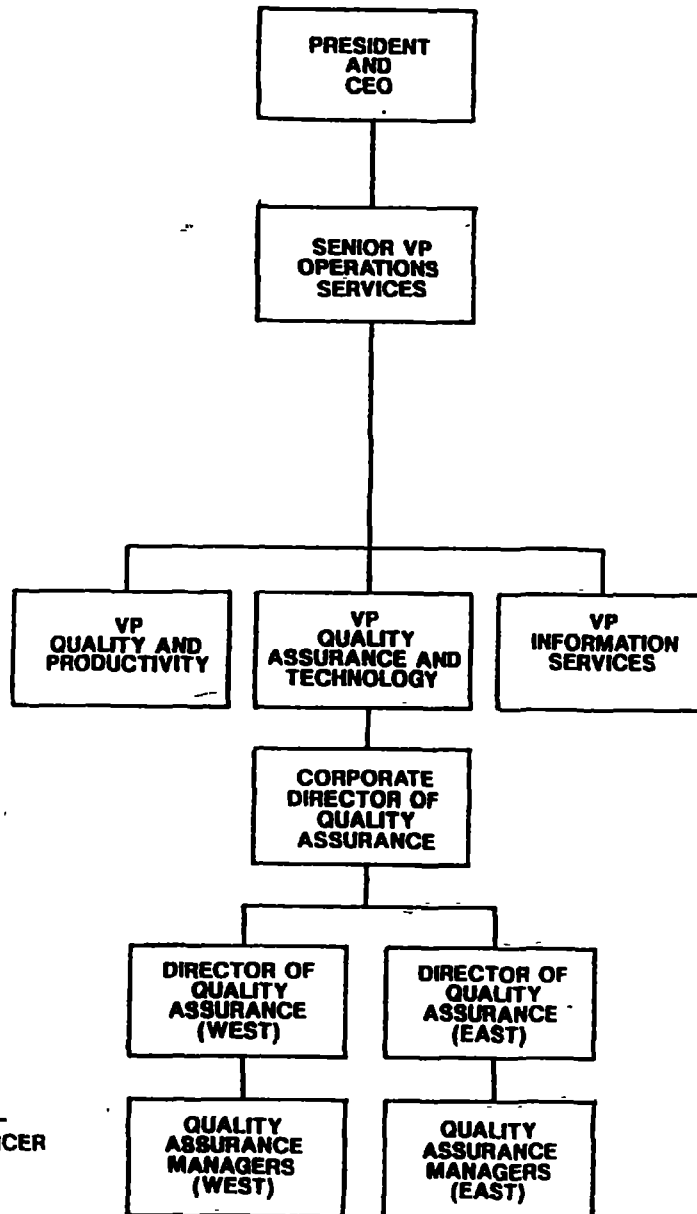 PRESIDENT
AND
CEO
SENIOR VP
OPERATIONS
SERVICES
VP
QUALITY AND
PRODUCTIVITY
VP
QUALITY
ASSURANCE AND
TECHNOLOGY
VP
INFORMATION
SERVICES
CORPORATE
DIRECTOR OF
QUALITY
ASSURANCE
DIRECTOR OF
QUALITY
ASSURANCE
(WEST)
DIRECTOR OF
QUALITY
ASSURANCE
(EAST)
ICER
QUALITY
ASSURANCE
MANAGERS
(WEST)
QUALITY
ASSURANCE
MANAGERS
(EAST)